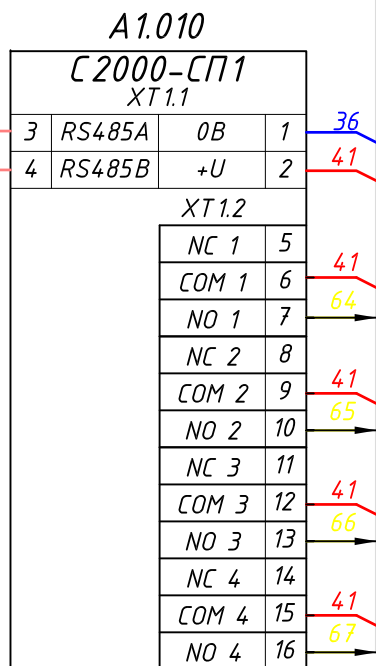 A1.010
С2000-СП1
XT1.1
3 RS485A 0В 1 36
4 RS485B +U 2 41
XT1.2
NC 1 5
COM 1 6 41
NO 1 7 64
NC 2 8
COM 2 9 41
NO 2 10 65
NC 3 11
COM 3 12 41
NO 3 13 66
NC 4 14
COM 4 15 41
NO 4 16 67